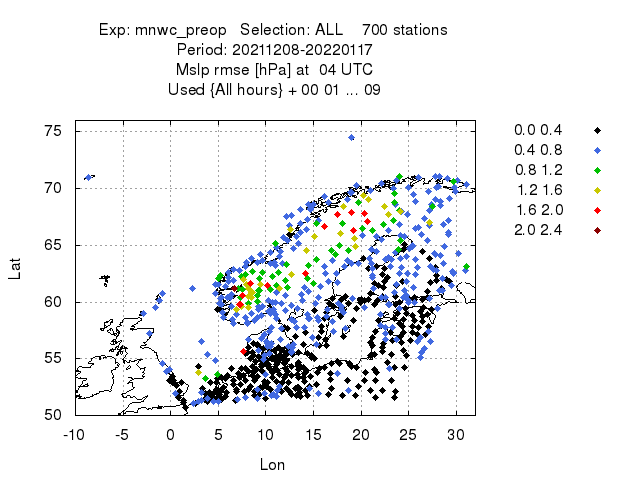 Exp: mnwc_preop   Selection: ALL    700 stations
Period: 20211208-20220117
Mslp rmse [hPa] at  04 UTC
Used {All hours} + 00 01 ... 09
0.0 0.4
0.4 0.8
0.8 1.2
1.2 1.6
1.6 2.0
2.0 2.4
75
70
65
60
55
50
Lat
-10 -5 0 5 10 15 20 25 30
Lon